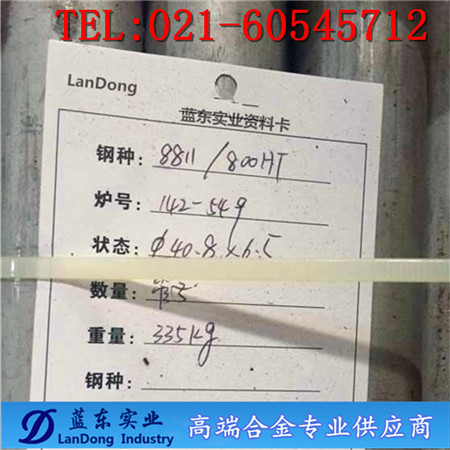 TEL:021-60545712
LanDong
蓝东实业资料卡
钢种: 8811/800HT
炉号: 142-549
状态: φ40.8x6.5
数量:
重量: 335kg
钢种:
蓝东实业
LanDong Industry
高端合金专业供应商